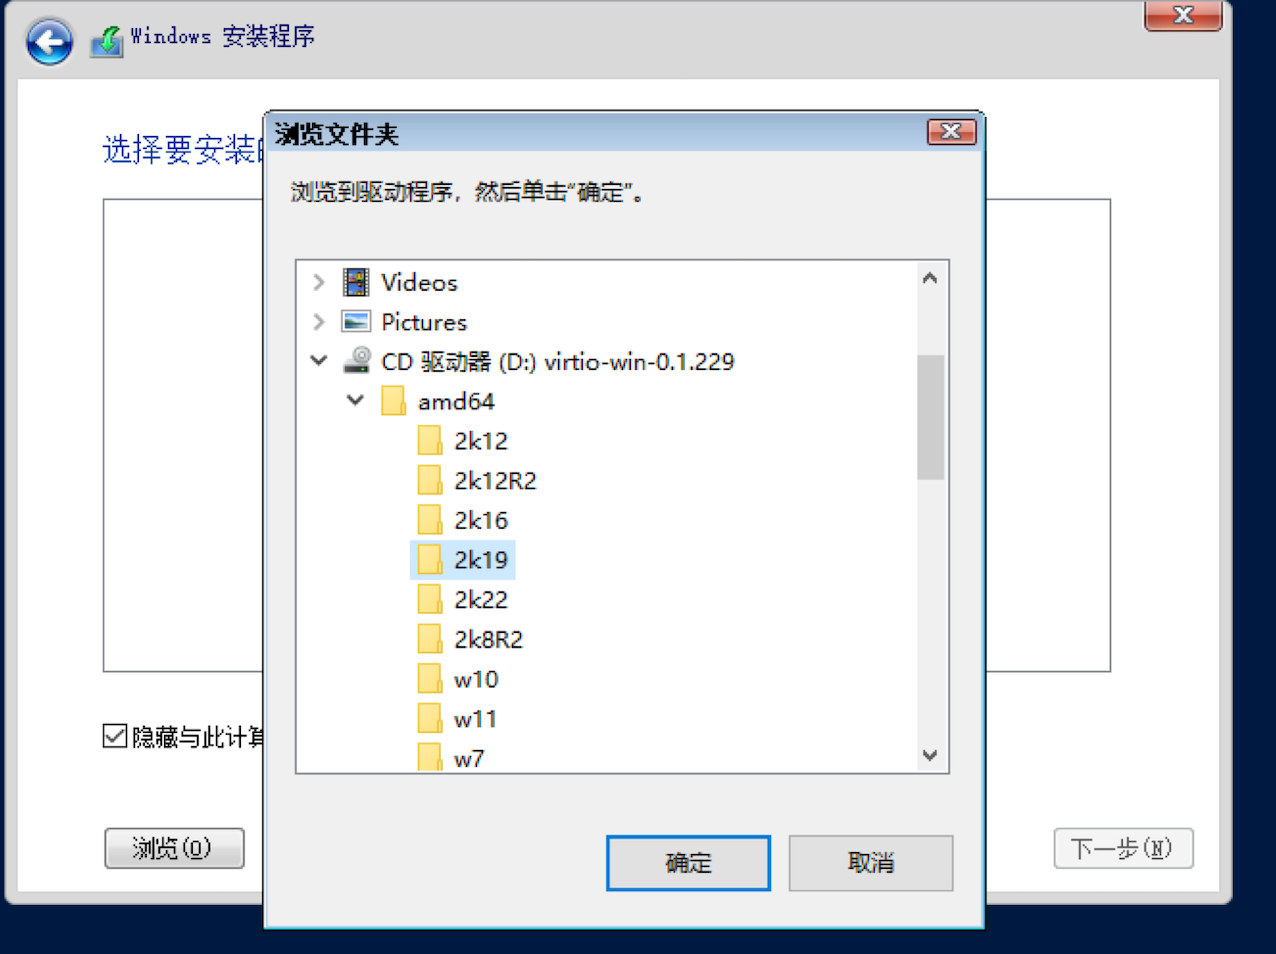 Windows 安装程序
选择要安装的
浏览文件夹
浏览到驱动程序，然后单击“确定”。
Videos
Pictures
CD 驱动器 (D:) virtio-win-0.1.229
amd64
2k12
2k12R2
2k16
2k19
2k22
2k8R2
w10
w11
w7
隐藏与此计算
浏览(O)
确定
取消
下一步(N)